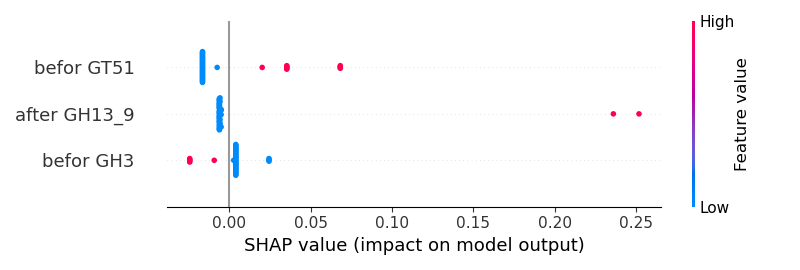 High
befor GT51
after GH13_9
befor GH3
Feature value
Low
0.00 0.05 0.10 0.15 0.20 0.25
SHAP value (impact on model output)